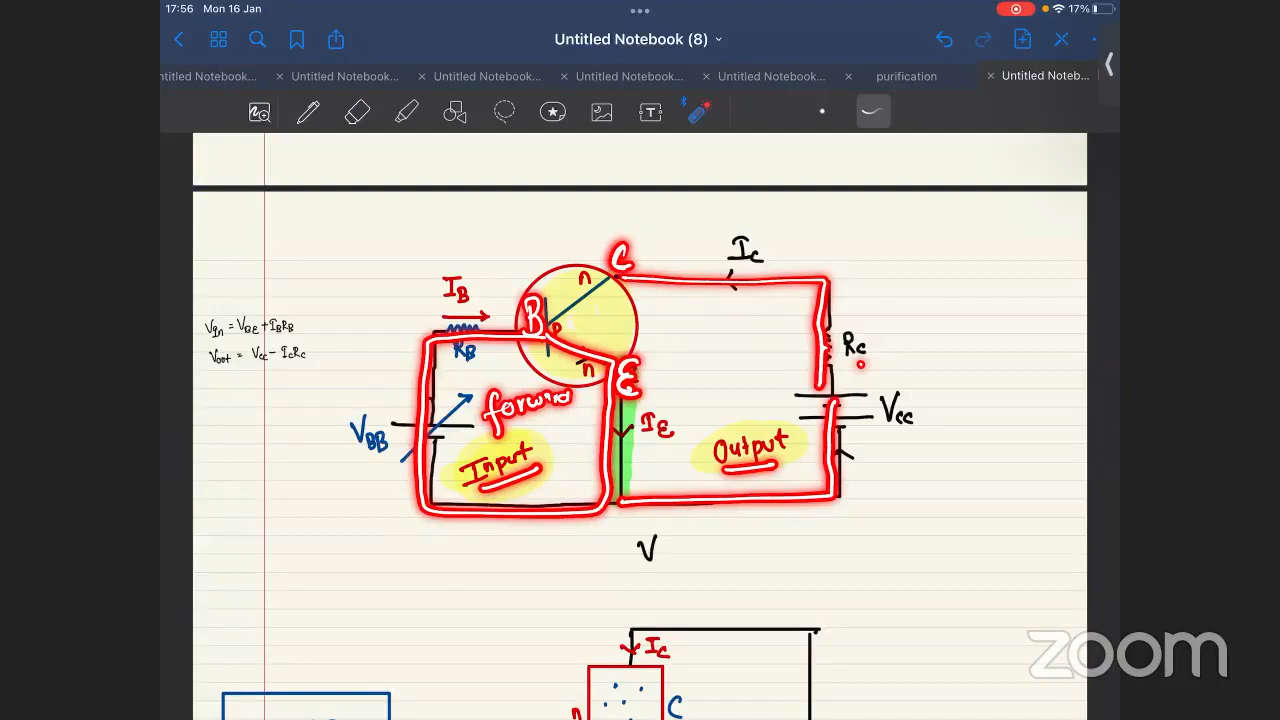 17:56 Mon 16 Jan
17%
Untitled Notebook (8)
ntitled Notebook...
Untitled Notebook...
Untitled Notebook...
Untitled Notebook...
Untitled Notebook...
purification
Untitled Noteb...
C
IC
n
IB
B
P
RB
n
E
Vin = VBE + IBRB
Vout = VCC - ICRC
RC
VBB
forward
VCC
IE
Input
Output
V
IC
C
zoom